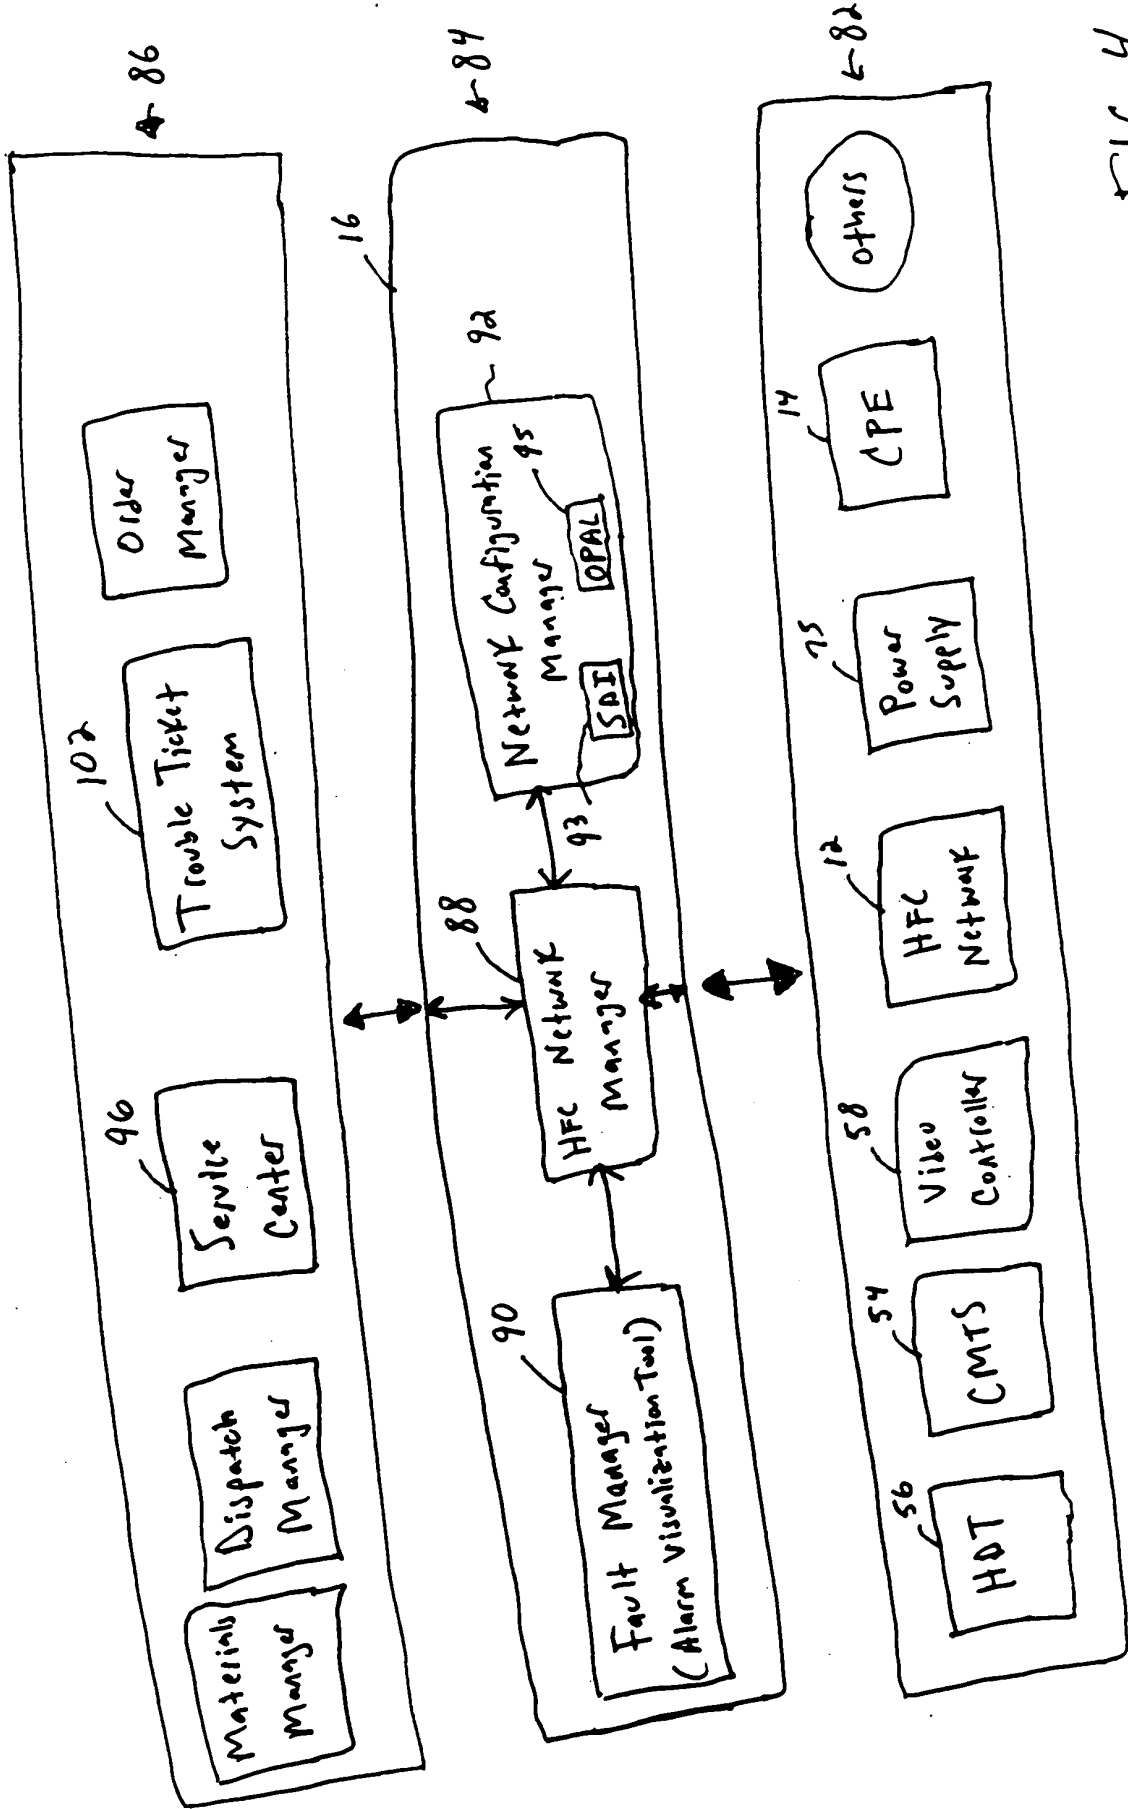 86
Materials
Manager
Dispatch
Manager
96
Service
Center
102
Trouble Ticket
System
Order
Manager
84
16
90
Fault Manager
(Alarm Visualization Tool)
88
HFC Network
Manager
92
Network Configuration
Manager
93
SDI
95
OPAL
82
56
HDT
54
CMTS
58
Video
Controller
12
HFC
Network
75
Power
Supply
14
CPE
others
FIG 4